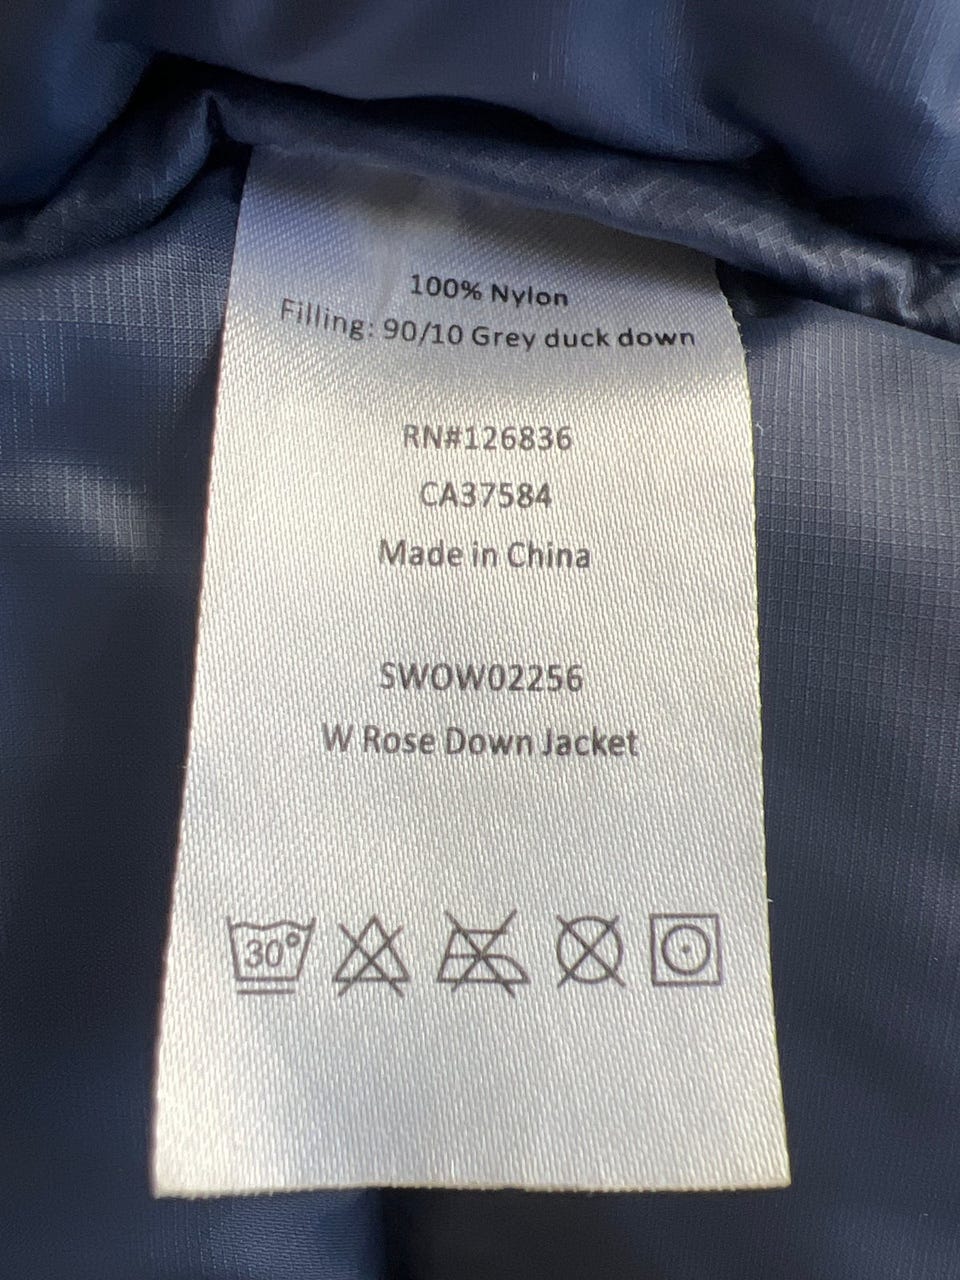 100% Nylon
Filling: 90/10 Grey duck down
RN#126836
CA37584
Made in China
SWOW02256
W Rose Down Jacket
30°